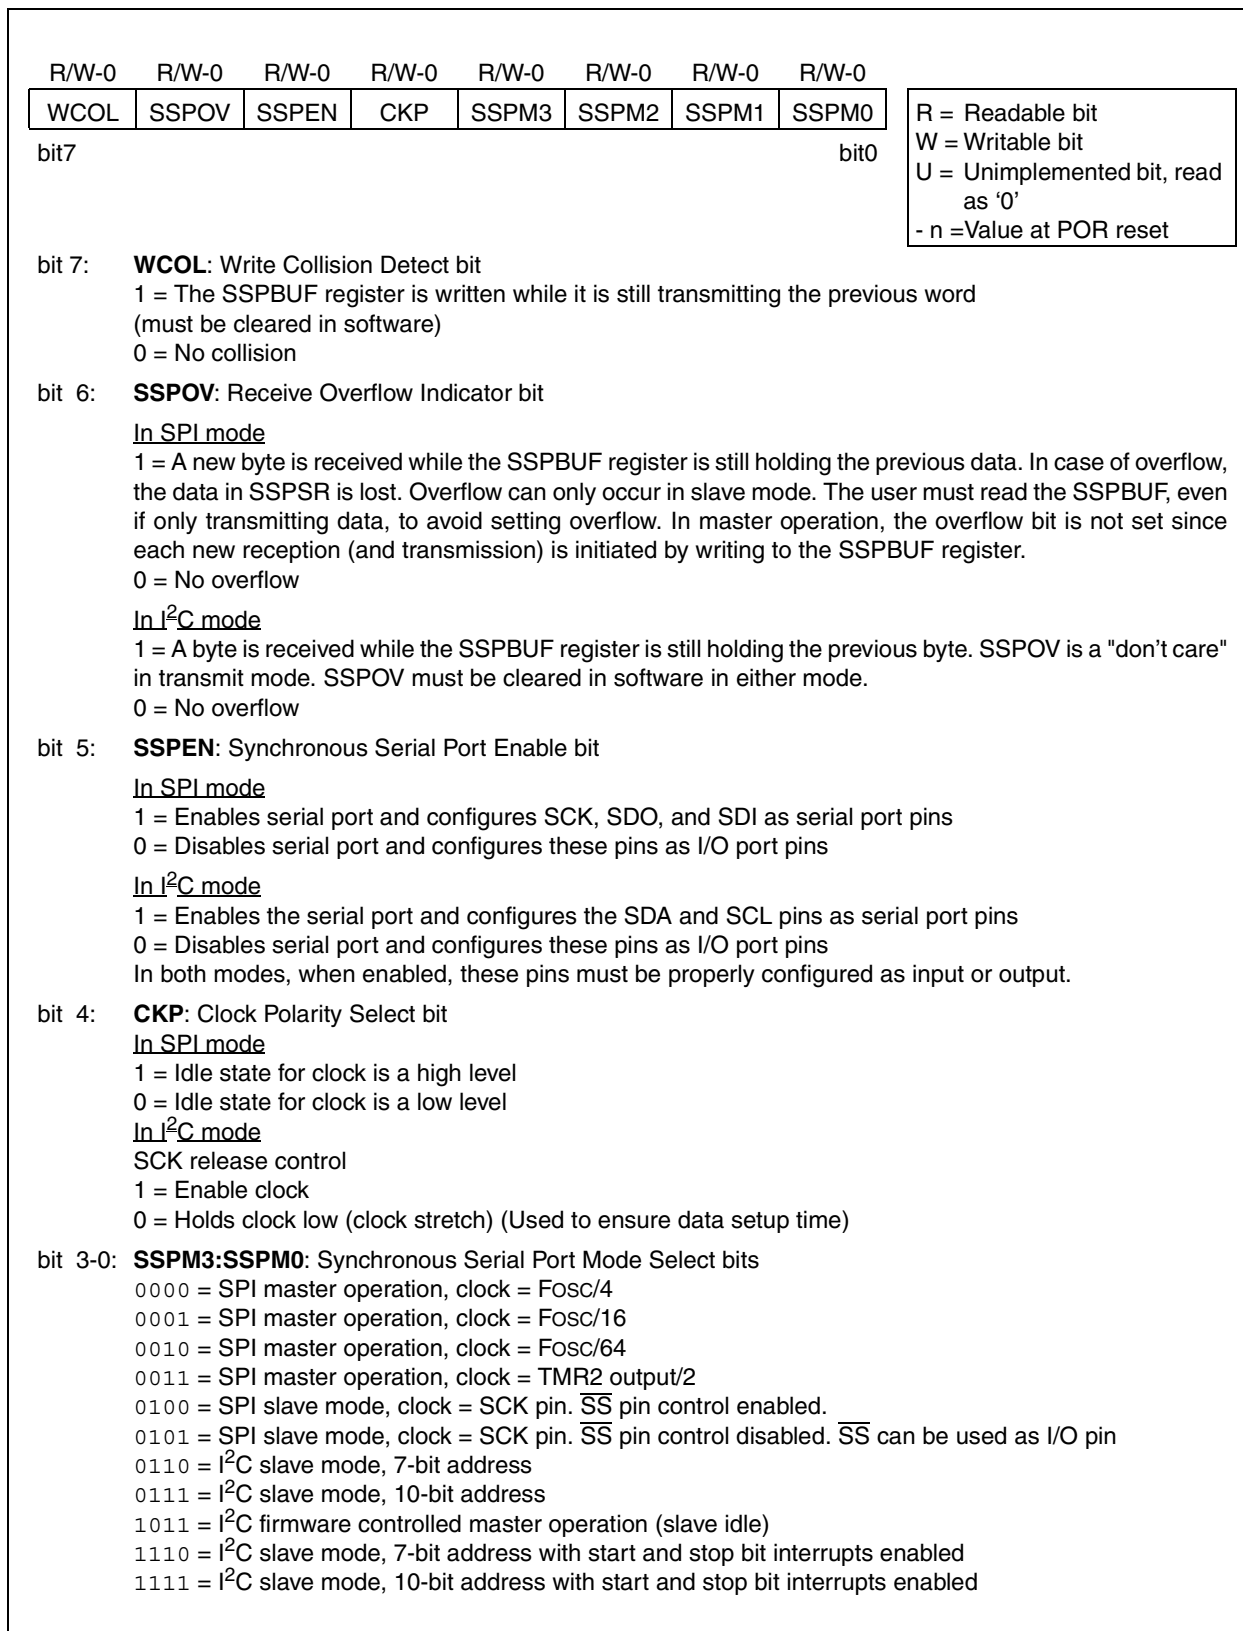 R/W-0 R/W-0 R/W-0 R/W-0 R/W-0 R/W-0 R/W-0 R/W-0
WCOL SSPOV SSPEN CKP SSPM3 SSPM2 SSPM1 SSPM0
bit7 bit0
R = Readable bit
W = Writable bit
U = Unimplemented bit, read
as ‘0’
- n =Value at POR reset
bit 7: WCOL: Write Collision Detect bit
1 = The SSPBUF register is written while it is still transmitting the previous word
(must be cleared in software)
0 = No collision
bit 6: SSPOV: Receive Overflow Indicator bit
In SPI mode
1 = A new byte is received while the SSPBUF register is still holding the previous data. In case of overflow,
the data in SSPSR is lost. Overflow can only occur in slave mode. The user must read the SSPBUF, even
if only transmitting data, to avoid setting overflow. In master operation, the overflow bit is not set since
each new reception (and transmission) is initiated by writing to the SSPBUF register.
0 = No overflow
In I²C mode
1 = A byte is received while the SSPBUF register is still holding the previous byte. SSPOV is a "don’t care"
in transmit mode. SSPOV must be cleared in software in either mode.
0 = No overflow
bit 5: SSPEN: Synchronous Serial Port Enable bit
In SPI mode
1 = Enables serial port and configures SCK, SDO, and SDI as serial port pins
0 = Disables serial port and configures these pins as I/O port pins
In I²C mode
1 = Enables the serial port and configures the SDA and SCL pins as serial port pins
0 = Disables serial port and configures these pins as I/O port pins
In both modes, when enabled, these pins must be properly configured as input or output.
bit 4: CKP: Clock Polarity Select bit
In SPI mode
1 = Idle state for clock is a high level
0 = Idle state for clock is a low level
In I²C mode
SCK release control
1 = Enable clock
0 = Holds clock low (clock stretch) (Used to ensure data setup time)
bit 3-0: SSPM3:SSPM0: Synchronous Serial Port Mode Select bits
0000 = SPI master operation, clock = FOSC/4
0001 = SPI master operation, clock = FOSC/16
0010 = SPI master operation, clock = FOSC/64
0011 = SPI master operation, clock = TMR2 output/2
0100 = SPI slave mode, clock = SCK pin. S̅S̅ pin control enabled.
0101 = SPI slave mode, clock = SCK pin. S̅S̅ pin control disabled. S̅S̅ can be used as I/O pin
0110 = I²C slave mode, 7-bit address
0111 = I²C slave mode, 10-bit address
1011 = I²C firmware controlled master operation (slave idle)
1110 = I²C slave mode, 7-bit address with start and stop bit interrupts enabled
1111 = I²C slave mode, 10-bit address with start and stop bit interrupts enabled